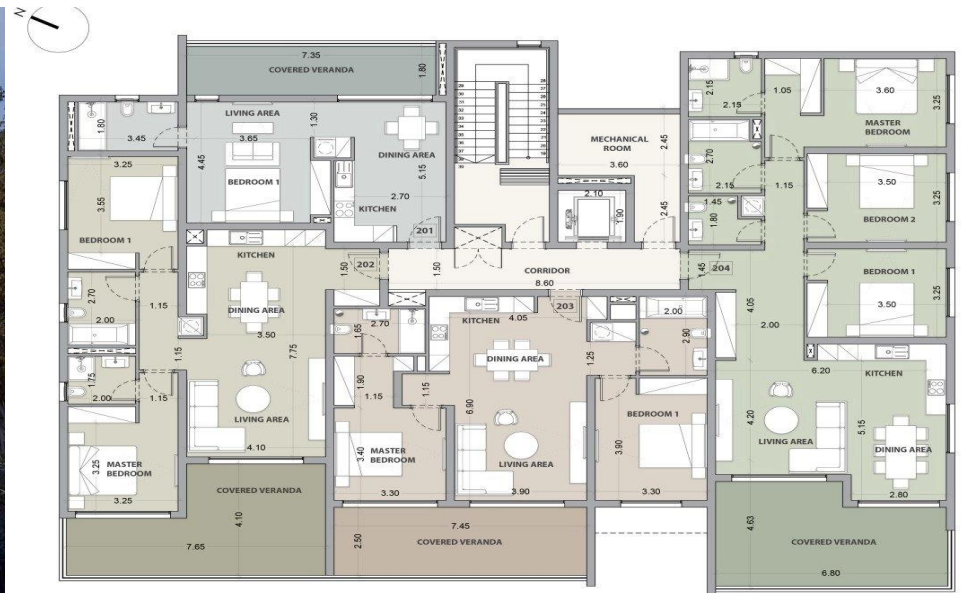 N
7.35
COVERED VERANDA
1.80
LIVING AREA
3.65
1.30
1.80
3.45
4.45
DINING AREA
5.15
BEDROOM 1
2.70
KITCHEN
201
3.25
3.55
BEDROOM 1
MECHANICAL
ROOM
3.60
2.45
2.10
1.90
2.45
2.15
2.15
1.05
3.60
3.25
MASTER
BEDROOM
2.70
2.15
1.15
3.50
3.25
BEDROOM 2
1.45
1.80
KITCHEN
202
1.50
1.50
CORRIDOR
8.60
1.45
204
BEDROOM 1
3.50
3.25
2.70
2.00
1.15
DINING AREA
3.50
7.75
1.15
1.75
2.00
1.15
LIVING AREA
4.10
3.25
MASTER
BEDROOM
3.25
2.70
1.65
1.90
1.15
1.15
3.40
MASTER
BEDROOM
3.30
203
KITCHEN
4.05
DINING AREA
1.25
6.90
LIVING AREA
3.90
2.00
2.90
BEDROOM 1
3.90
3.30
4.05
2.00
6.20
KITCHEN
4.20
LIVING AREA
5.15
DINING AREA
2.80
COVERED VERANDA
4.10
7.65
7.45
2.50
COVERED VERANDA
4.63
COVERED VERANDA
6.80